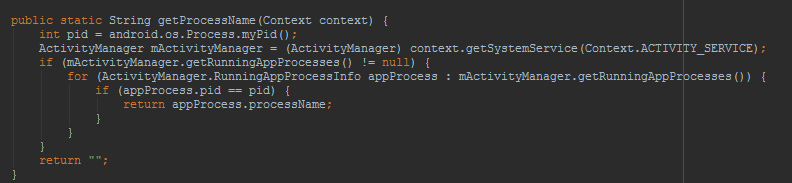 public static String getProcessName(Context context) {
    int pid = android.os.Process.myPid();
    ActivityManager mActivityManager = (ActivityManager) context.getSystemService(Context.ACTIVITY_SERVICE);
    if (mActivityManager.getRunningAppProcesses() != null) {
        for (ActivityManager.RunningAppProcessInfo appProcess : mActivityManager.getRunningAppProcesses()) {
            if (appProcess.pid == pid) {
                return appProcess.processName;
            }
        }
    }
    return "";
}